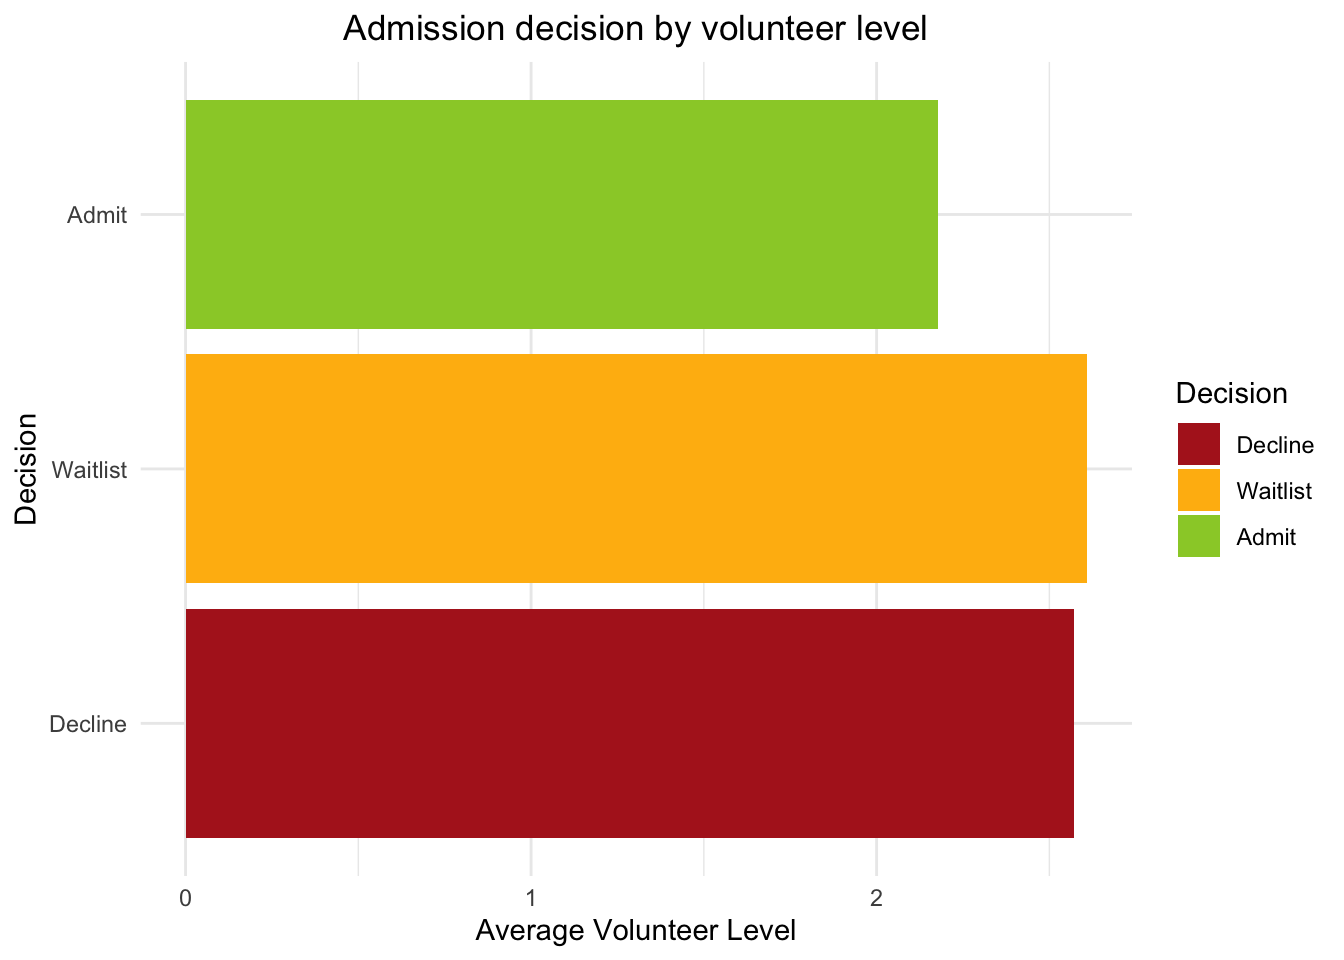 Admission decision by volunteer level
Admit
Waitlist
Decline
Decision
0
1
2
Average Volunteer Level
Decision
Decline
Waitlist
Admit